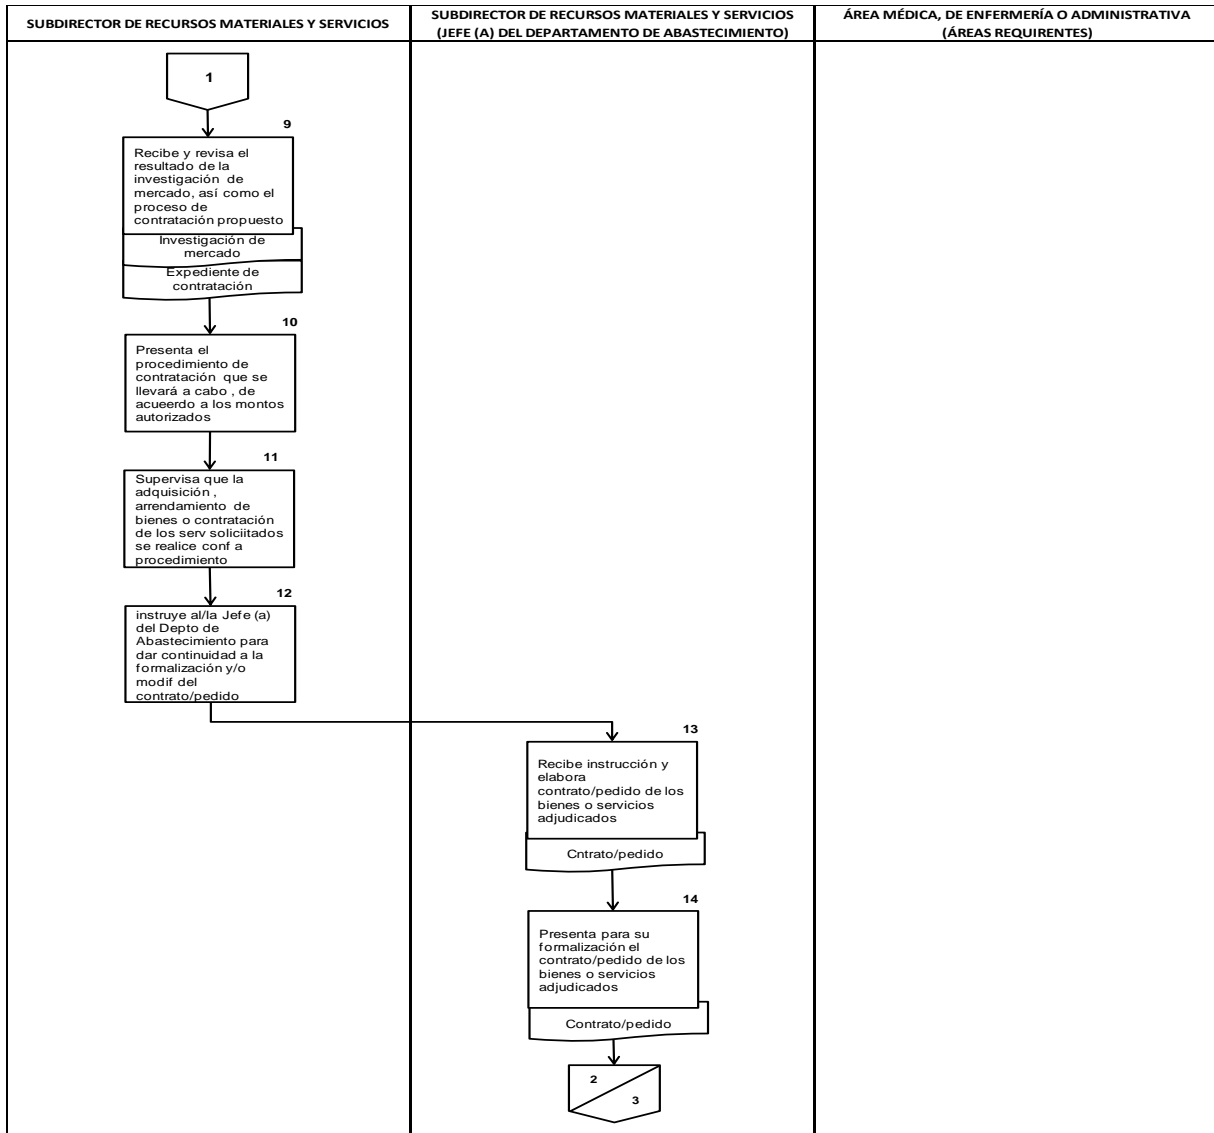 SUBDIRECTOR DE RECURSOS MATERIALES Y SERVICIOS
SUBDIRECTOR DE RECURSOS MATERIALES Y SERVICIOS
(JEFE (A) DEL DEPARTAMENTO DE ABASTECIMIENTO)
ÁREA MÉDICA, DE ENFERMERÍA O ADMINISTRATIVA
(ÁREAS REQUIRENTES)
1
9
Recibe y revisa el
resultado de la
investigación de
mercado, así como el
proceso de
contratación propuesto
Investigación de
mercado
Expediente de
contratación
10
Presenta el
procedimiento de
contratación que se
llevará a cabo , de
acueerdo a los montos
autorizados
11
Supervisa que la
adquisición ,
arrendamiento de
bienes o contratación
de los serv soliciitados
se realice conf a
procedimiento
12
instruye al/la Jefe (a)
del Depto de
Abastecimiento para
dar continuidad a la
formalización y/o
modif del
contrato/pedido
13
Recibe instrucción y
elabora
contrato/pedido de los
bienes o servicios
adjudicados
Cntrato/pedido
14
Presenta para su
formalización el
contrato/pedido de los
bienes o servicios
adjudicados
Contrato/pedido
2
3